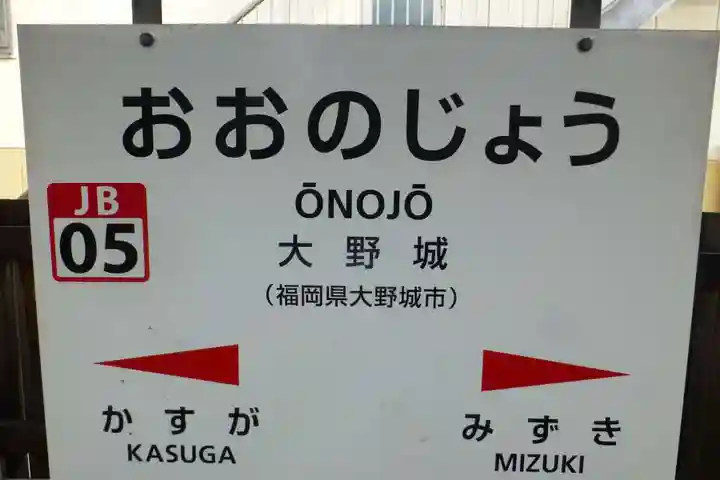 おおのじょう
ŌNOJŌ
JB
05
大野城
（福岡県大野城市）
かすが
KASUGA
みずき
MIZUKI